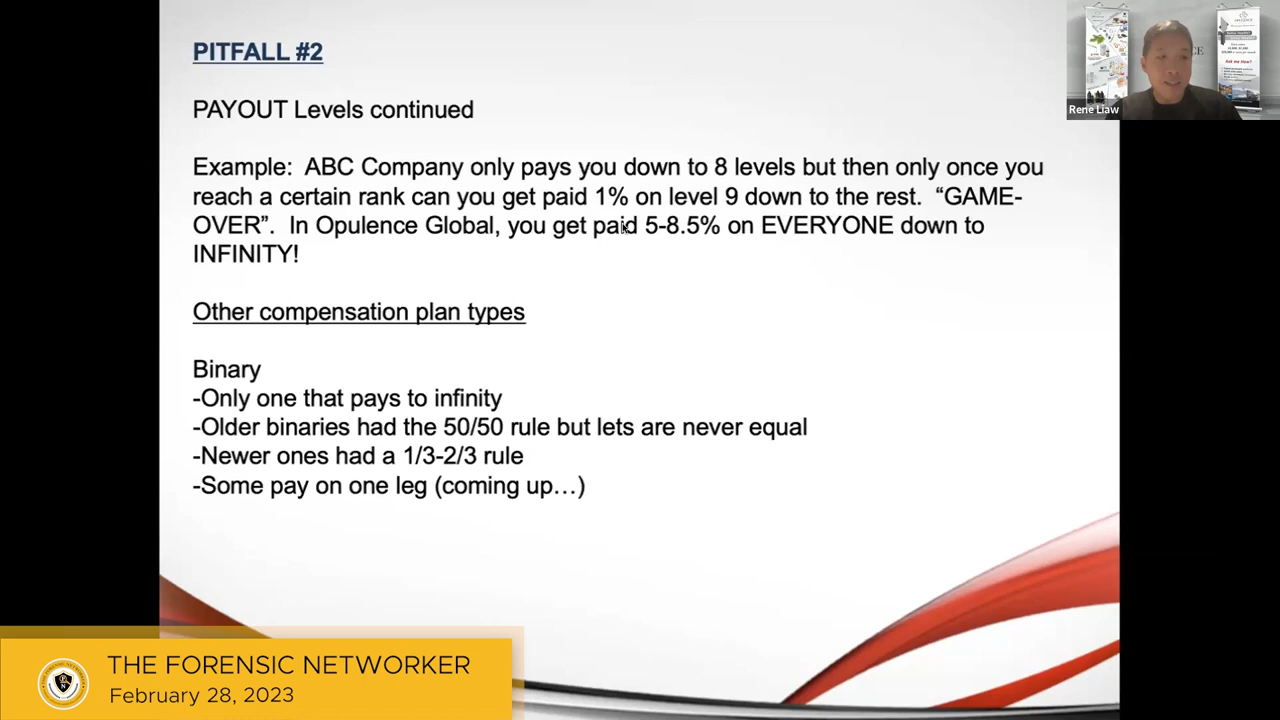 PITFALL #2
PAYOUT Levels continued
Example: ABC Company only pays you down to 8 levels but then only once you
reach a certain rank can you get paid 1% on level 9 down to the rest. “GAME-
OVER”. In Opulence Global, you get paid 5-8.5% on EVERYONE down to
INFINITY!
Other compensation plan types
Binary
-Only one that pays to infinity
-Older binaries had the 50/50 rule but lets are never equal
-Newer ones had a 1/3-2/3 rule
-Some pay on one leg (coming up…)
Rene Liaw
Ask me How?
THE FORENSIC NETWORKER
February 28, 2023